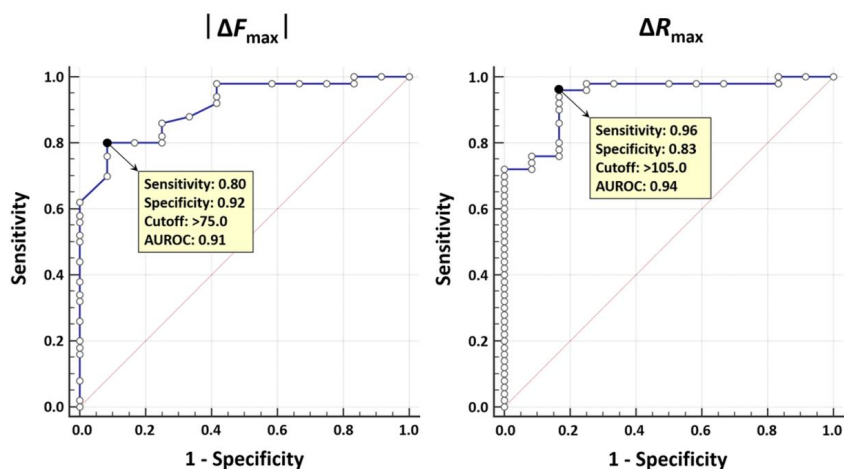 |ΔFmax|
Sensitivity
1.0
0.8
0.6
0.4
0.2
0.0
Sensitivity: 0.80
Specificity: 0.92
Cutoff: >75.0
AUROC: 0.91
0.0 0.2 0.4 0.6 0.8 1.0
1 - Specificity
ΔRmax
Sensitivity
1.0
0.8
0.6
0.4
0.2
0.0
Sensitivity: 0.96
Specificity: 0.83
Cutoff: >105.0
AUROC: 0.94
0.0 0.2 0.4 0.6 0.8 1.0
1 - Specificity